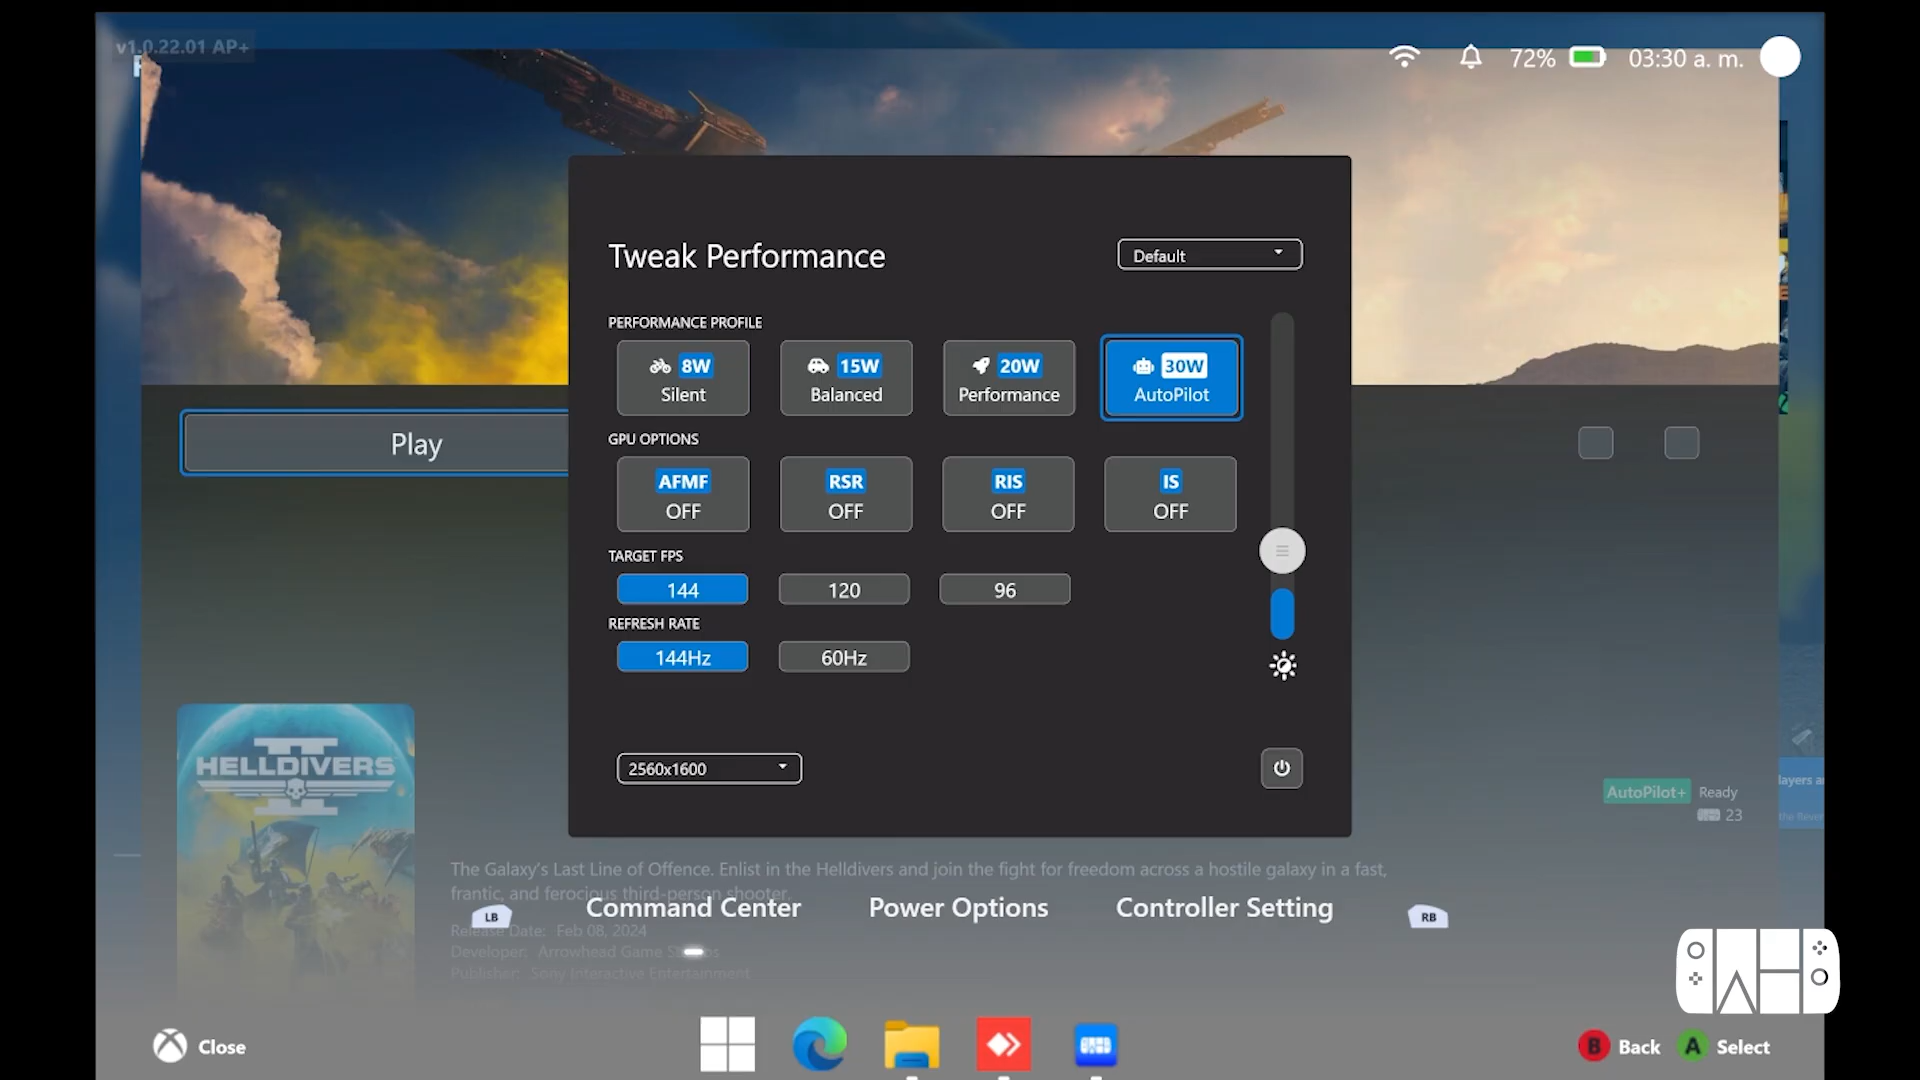 v1.0.22.01 AP+
72% 03:30 a. m.
Tweak Performance
Default
PERFORMANCE PROFILE
8W 15W 20W 30W
Silent Balanced Performance AutoPilot
GPU OPTIONS
AFMF RSR RIS IS
OFF OFF OFF OFF
Play
TARGET FPS
144 120 96
REFRESH RATE
144Hz 60Hz
2560x1600
HELLDIVERS
II
AutoPilot+ Ready
23
The Galaxy's Last Line of Offence. Enlist in the Helldivers and join the fight for freedom across a hostile galaxy in a fast,
frantic, and ferocious third-person shooter.
LB Command Center Power Options Controller Setting RB
Release Date: Feb 08, 2024
Developer: Arrowhead Game
Publisher: Sony Interactive Entertainment
Close
B Back A Select